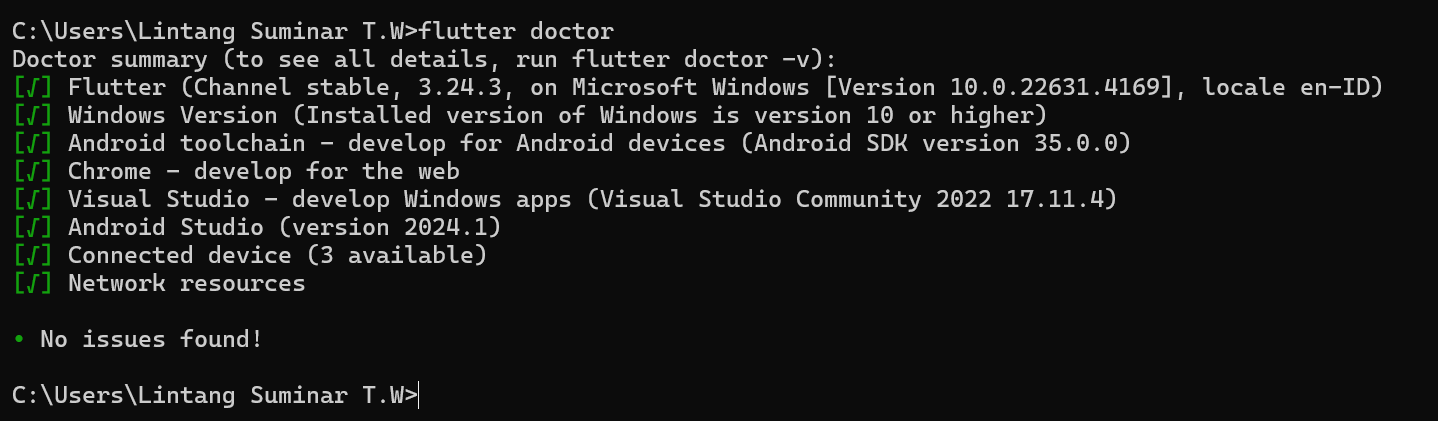 C:\Users\Lintang Suminar T.W>flutter doctor
Doctor summary (to see all details, run flutter doctor -v):
[√] Flutter (Channel stable, 3.24.3, on Microsoft Windows [Version 10.0.22631.4169], locale en-ID)
[√] Windows Version (Installed version of Windows is version 10 or higher)
[√] Android toolchain - develop for Android devices (Android SDK version 35.0.0)
[√] Chrome - develop for the web
[√] Visual Studio - develop Windows apps (Visual Studio Community 2022 17.11.4)
[√] Android Studio (version 2024.1)
[√] Connected device (3 available)
[√] Network resources
• No issues found!
C:\Users\Lintang Suminar T.W>